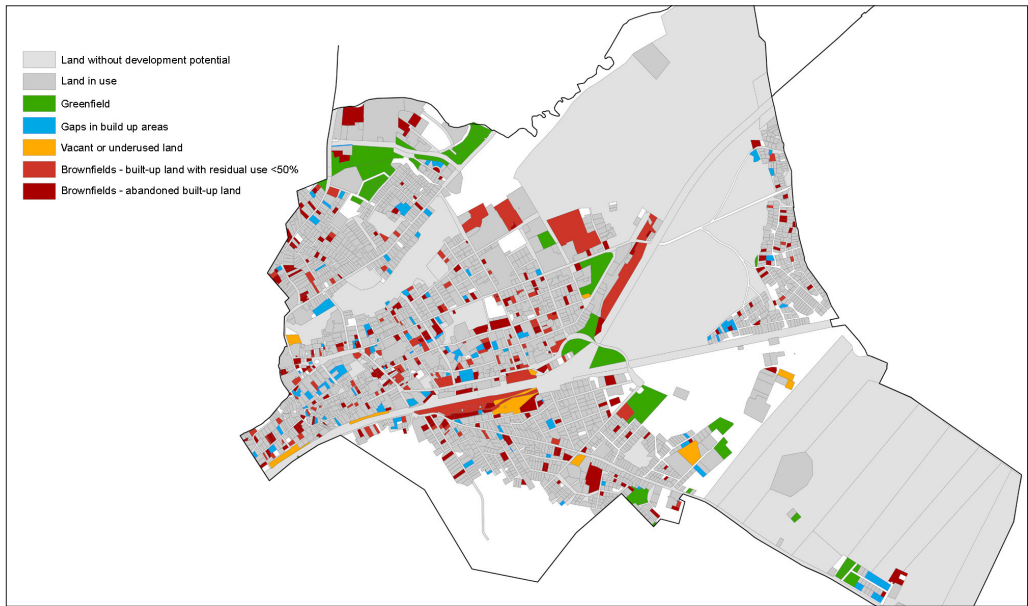 Land without development potential
Land in use
Greenfield
Gaps in build up areas
Vacant or underused land
Brownfields - built-up land with residual use <50%
Brownfields - abandoned built-up land